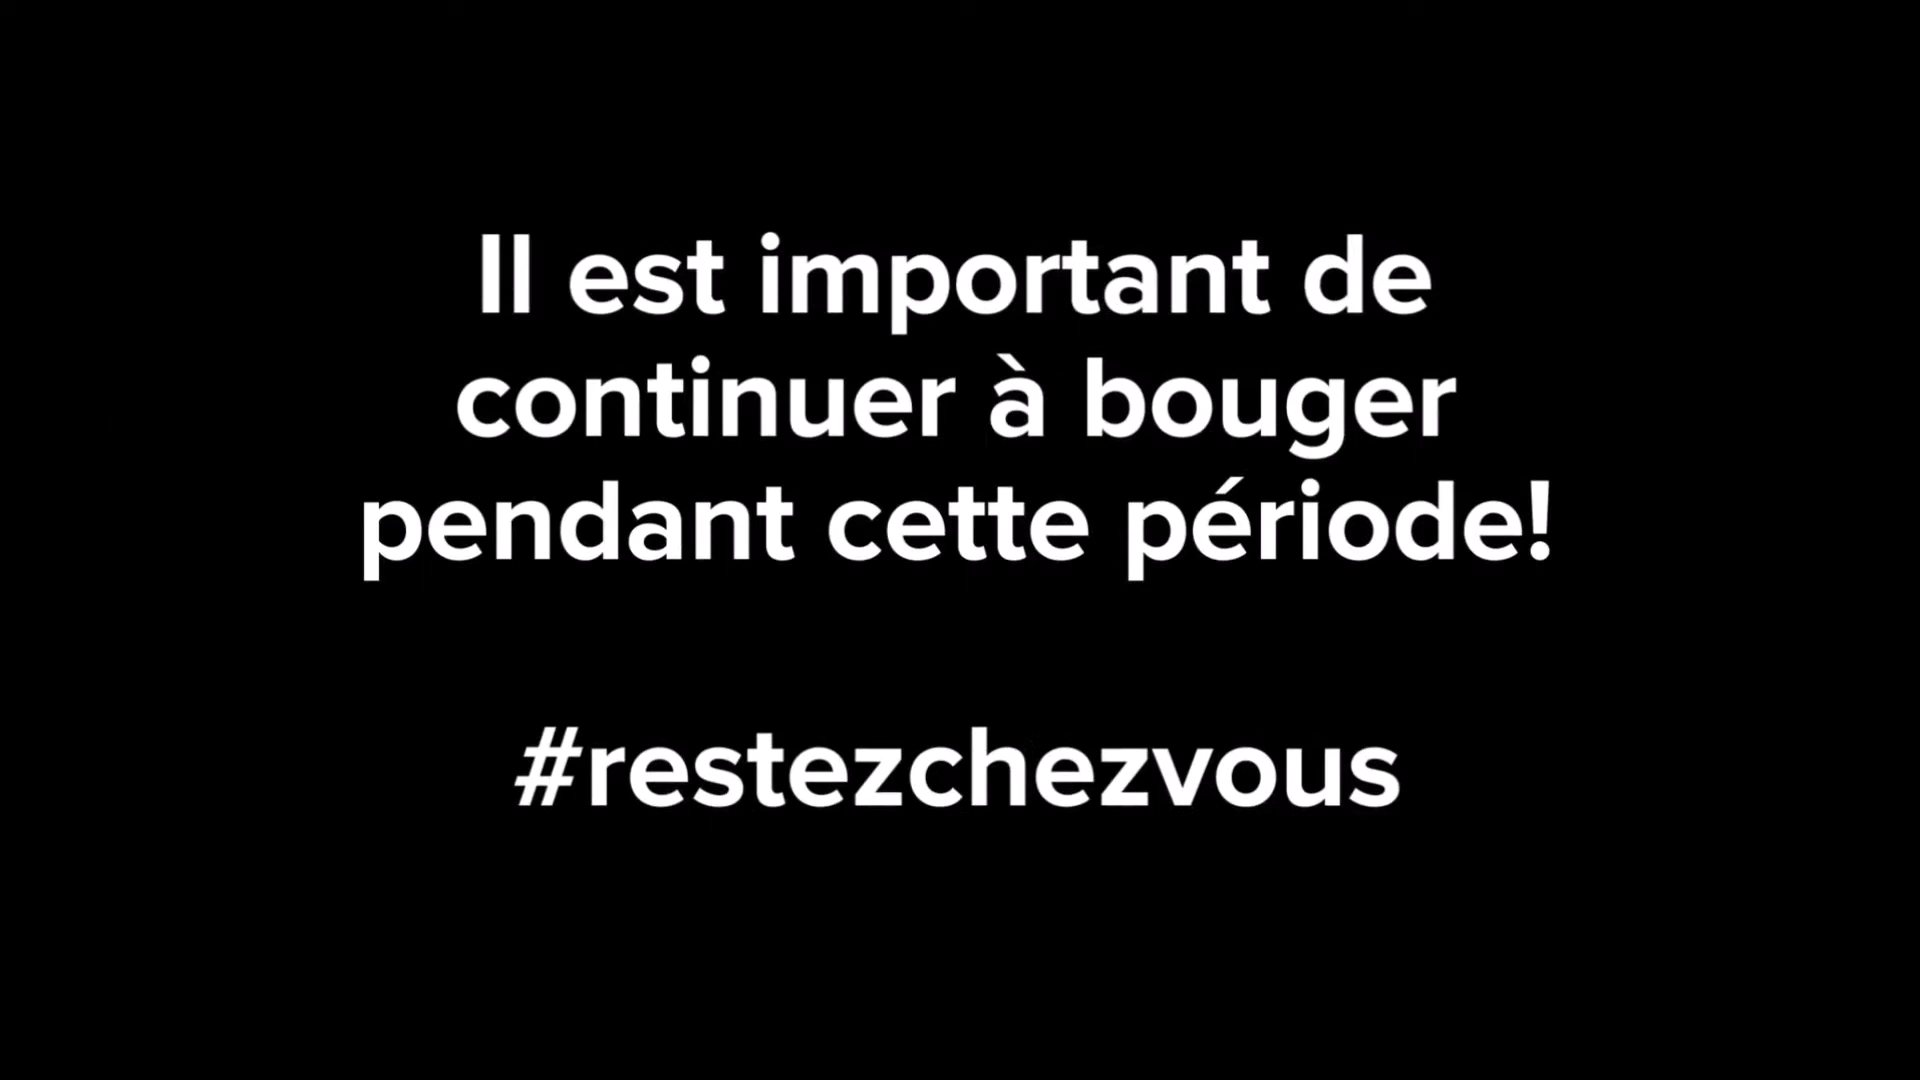 Il est important de
continuer à bouger
pendant cette période!
#restezchezvous